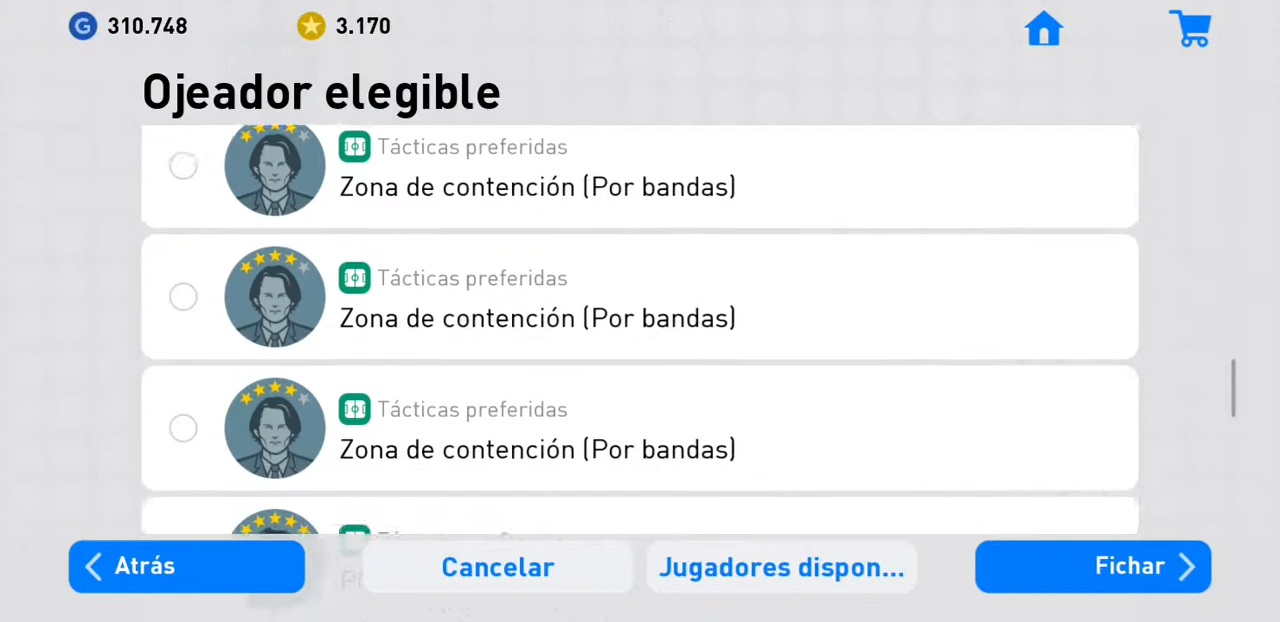 G 310.748 3.170
Ojeador elegible
Tácticas preferidas
Zona de contención (Por bandas)
Tácticas preferidas
Zona de contención (Por bandas)
Tácticas preferidas
Zona de contención (Por bandas)
Atrás
Cancelar
Jugadores dispon...
Fichar